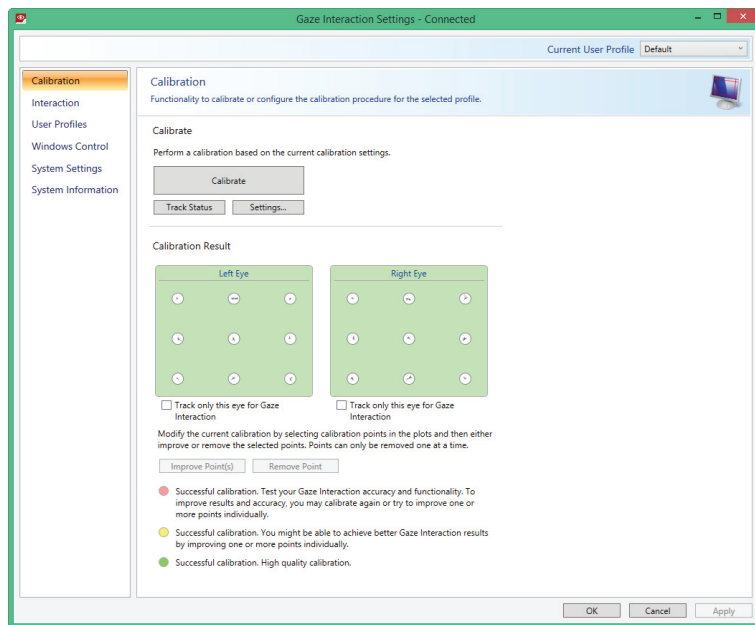 Gaze Interaction Settings - Connected
Current User Profile Default
Calibration
Interaction
User Profiles
Windows Control
System Settings
System Information
Calibration
Functionality to calibrate or configure the calibration procedure for the selected profile.
Calibrate
Perform a calibration based on the current calibration settings.
Calibrate
Track Status Settings...
Calibration Result
Left Eye Right Eye
Track only this eye for Gaze
Interaction
Track only this eye for Gaze
Interaction
Modify the current calibration by selecting calibration points in the plots and then either
improve or remove the selected points. Points can only be removed one at a time.
Improve Point(s) Remove Point
Successful calibration. Test your Gaze Interaction accuracy and functionality. To
improve results and accuracy, you may calibrate again or try to improve one or
more points individually.
Successful calibration. You might be able to achieve better Gaze Interaction results
by improving one or more points individually.
Successful calibration. High quality calibration.
OK Cancel Apply